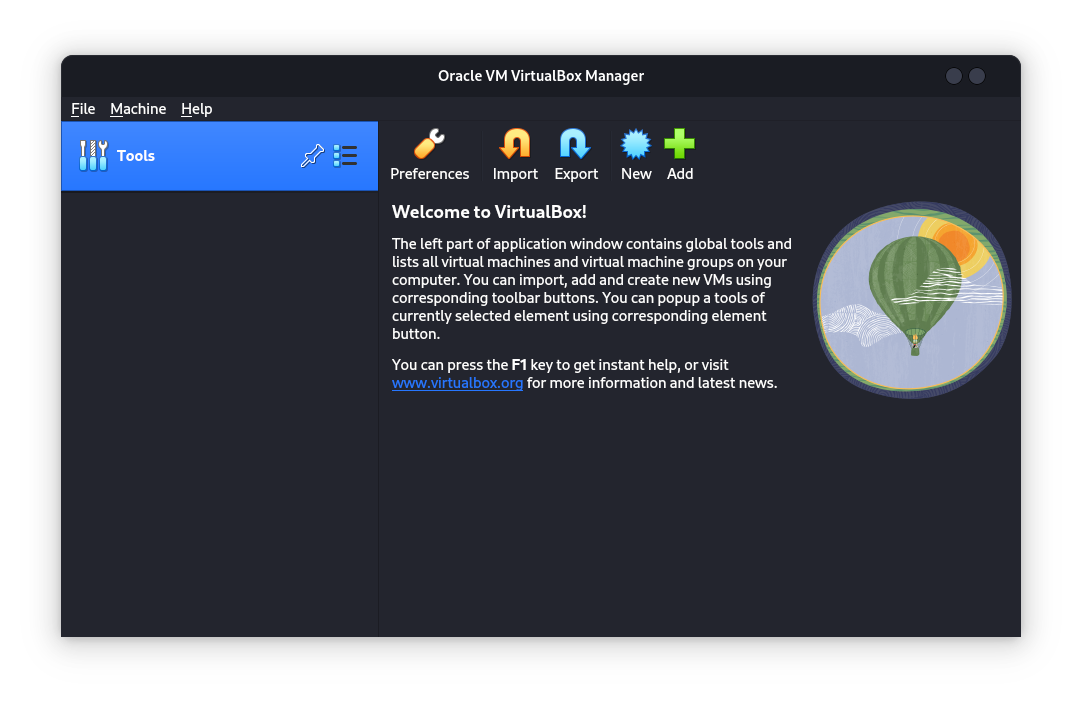 Oracle VM VirtualBox Manager
File Machine Help
Tools
Preferences Import Export New Add
Welcome to VirtualBox!
The left part of application window contains global tools and
lists all virtual machines and virtual machine groups on your
computer. You can import, add and create new VMs using
corresponding toolbar buttons. You can popup a tools of
currently selected element using corresponding element
button.
You can press the F1 key to get instant help, or visit
www.virtualbox.org for more information and latest news.